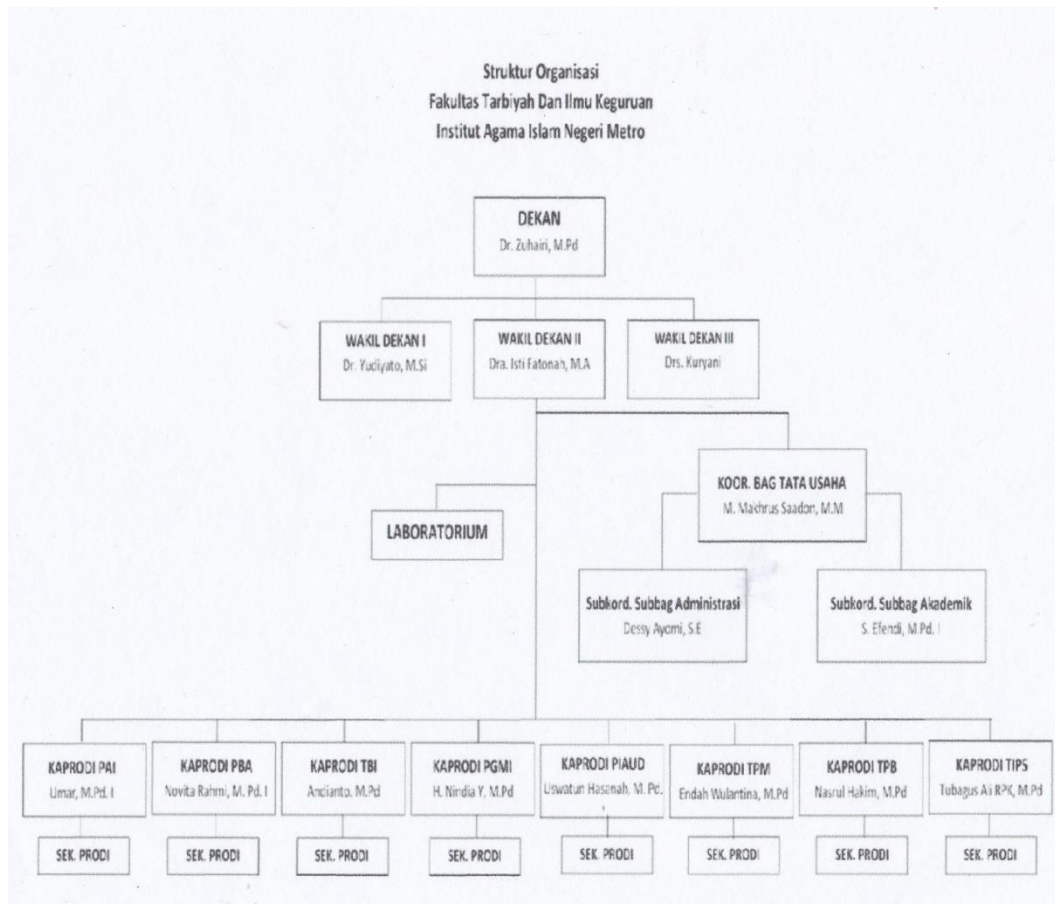 Struktur Organisasi
Fakultas Tarbiyah Dan Ilmu Keguruan
Institut Agama Islam Negeri Metro
DEKAN
Dr. Zuhairi, M.Pd
WAKIL DEKAN I
Dr. Yudiyato, M.Si
WAKIL DEKAN II
Dra. Isti Fatonah, M.A
WAKIL DEKAN III
Drs. Kuryani
KOOR. BAG TATA USAHA
M. Makhrus Saadon, M.M
LABORATORIUM
Subkord. Subbag Administrasi
Dessy Ayomi, S.E
Subkord. Subbag Akademik
S. Efendi, M.Pd. I
KAPRODI PAI
Umar, M.Pd. I
KAPRODI PBA
Novita Rahmi, M. Pd. I
KAPRODI TBI
Andianto, M.Pd
KAPRODI PGMI
H. Nindia Y, M.Pd
KAPRODI PIAUD
Uswatun Hasanah, M. Pd.
KAPRODI TPM
Endah Wulantina, M.Pd
KAPRODI TPB
Nasrul Hakim, M.Pd
KAPRODI TIPS
Tubagus Ali RPK, M.Pd
SEK. PRODI
SEK. PRODI
SEK. PRODI
SEK. PRODI
SEK. PRODI
SEK. PRODI
SEK. PRODI
SEK. PRODI